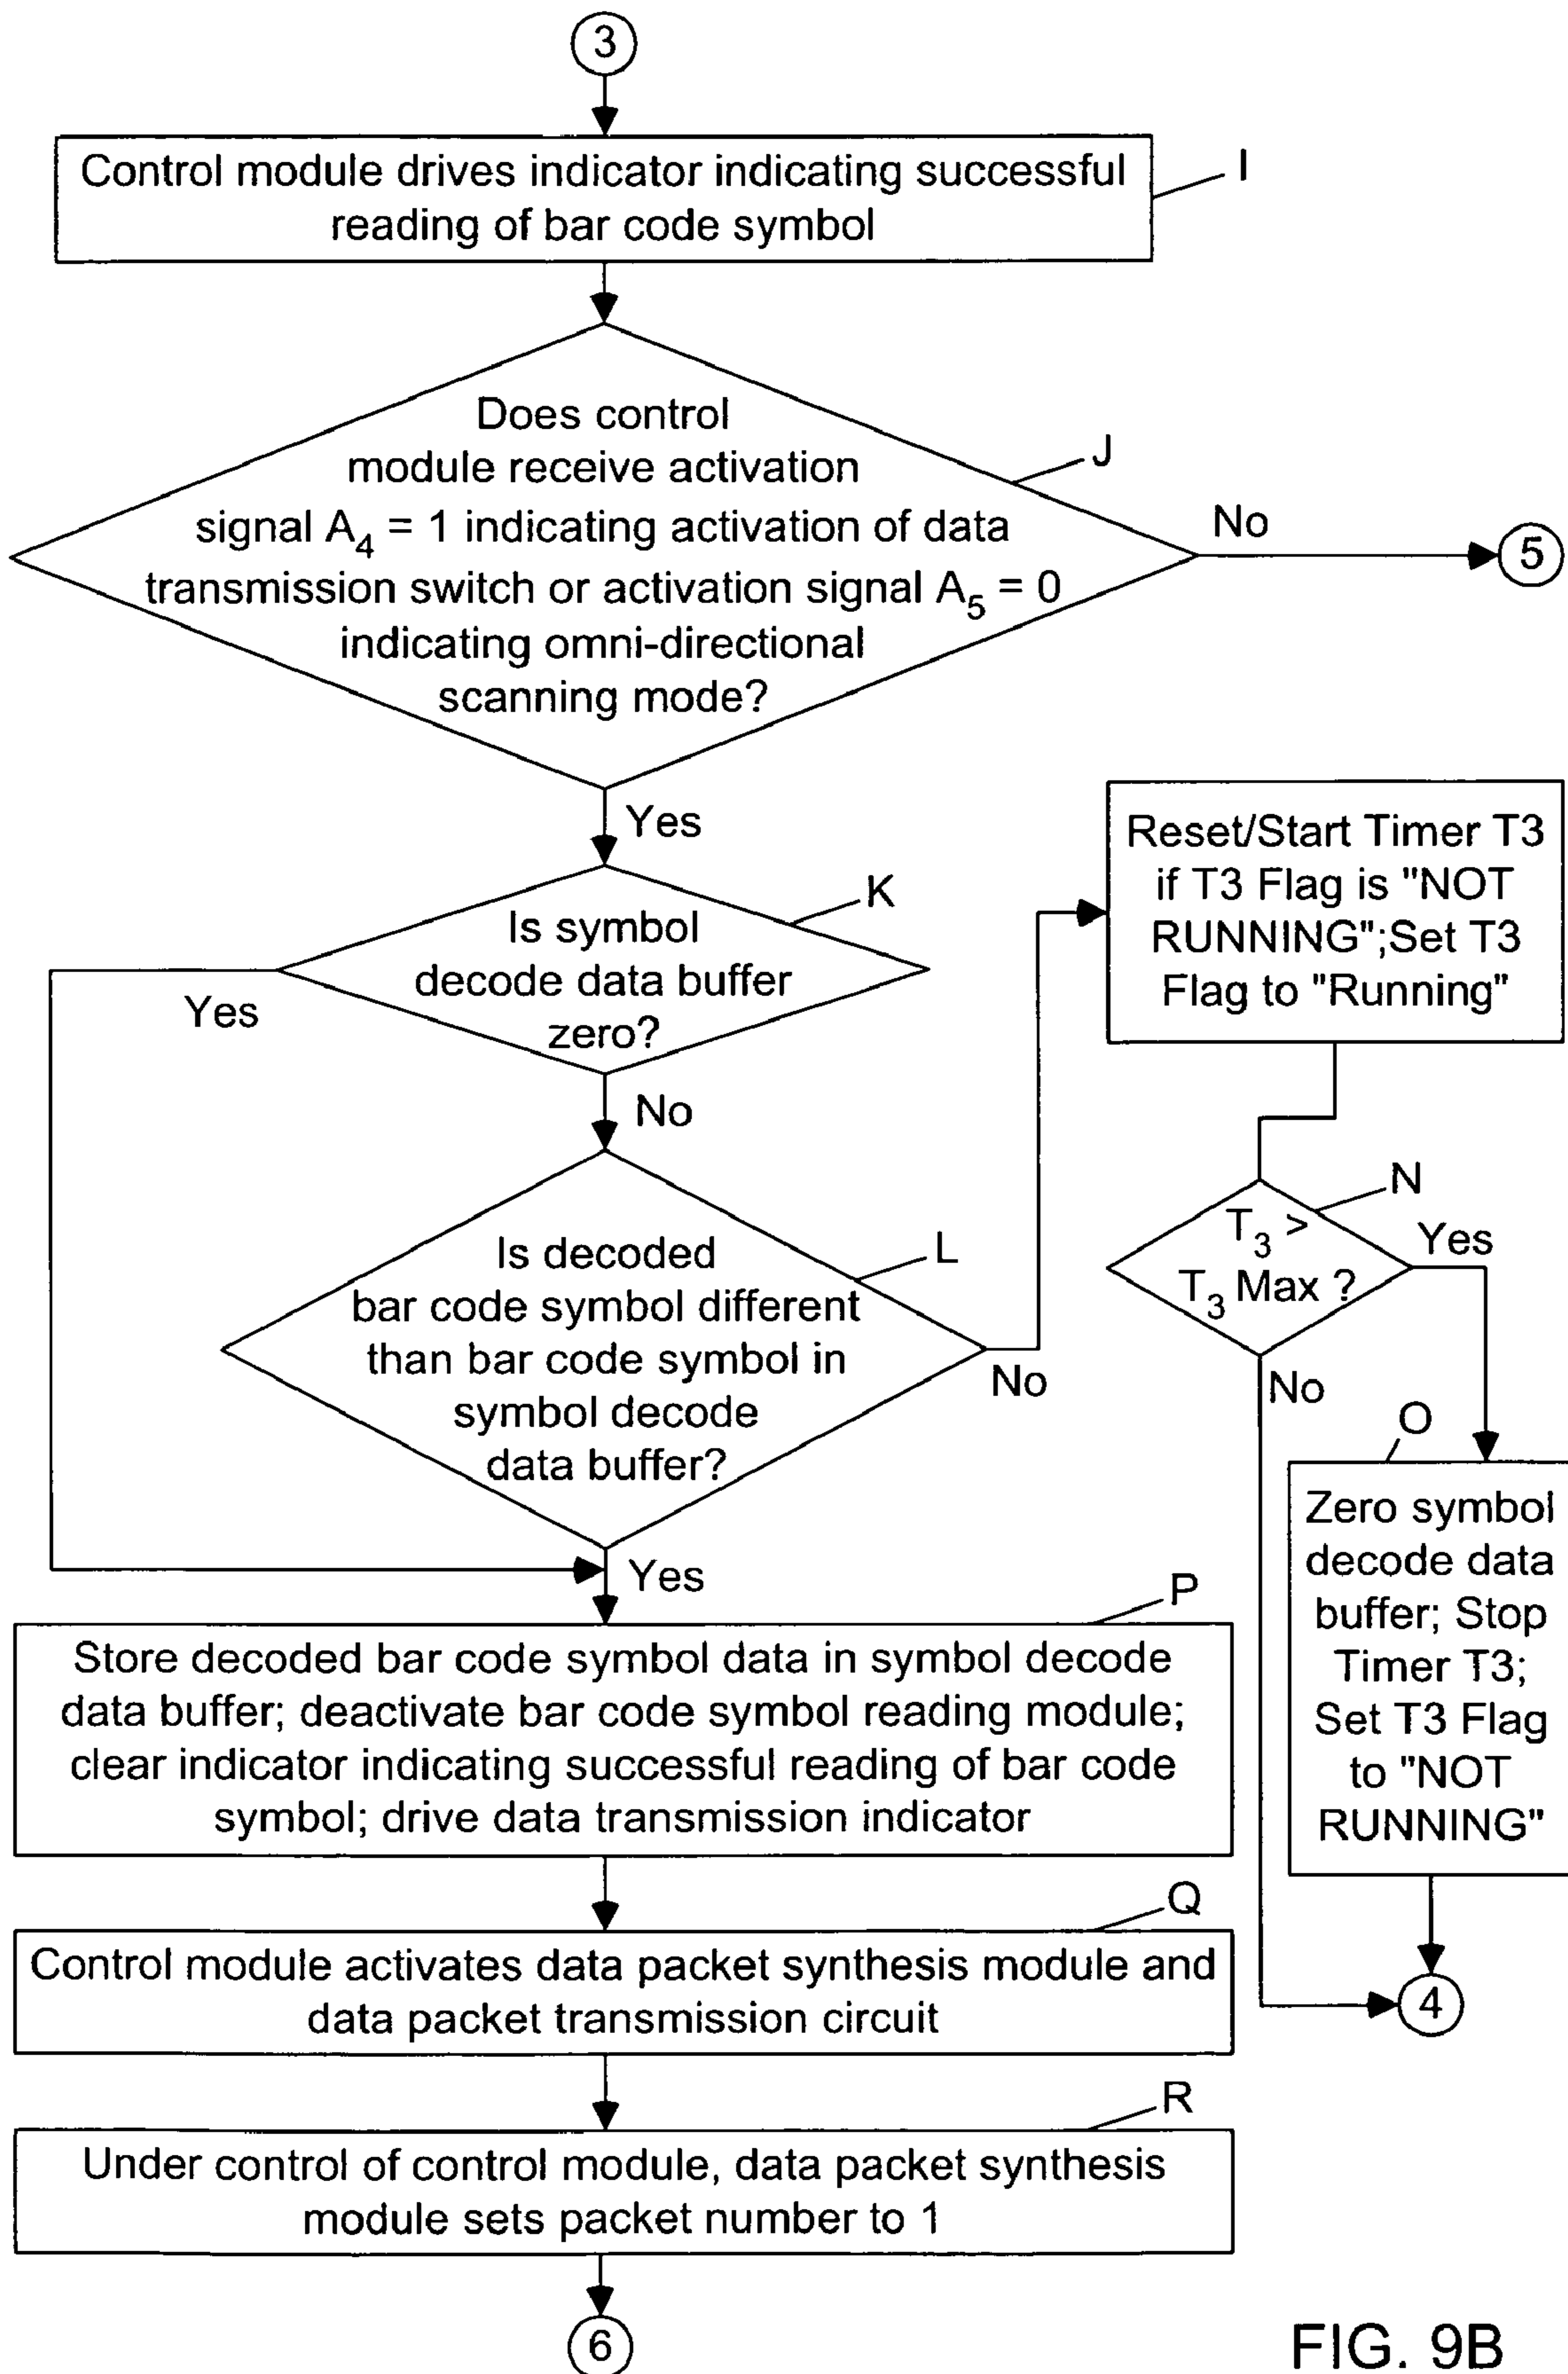 3
Control module drives indicator indicating successful
reading of bar code symbol
I
Does control
module receive activation
signal A4 = 1 indicating activation of data
transmission switch or activation signal A5 = 0
indicating omni-directional
scanning mode?
J
No
5
Yes
Is symbol
decode data buffer
zero?
K
Yes
No
Reset/Start Timer T3
if T3 Flag is "NOT
RUNNING";Set T3
Flag to "Running"
Is decoded
bar code symbol different
than bar code symbol in
symbol decode
data buffer?
L
No
Yes
T3 >
T3 Max ?
N
Yes
No
O
Zero symbol
decode data
buffer; Stop
Timer T3;
Set T3 Flag
to "NOT
RUNNING"
4
P
Store decoded bar code symbol data in symbol decode
data buffer; deactivate bar code symbol reading module;
clear indicator indicating successful reading of bar code
symbol; drive data transmission indicator
Q
Control module activates data packet synthesis module and
data packet transmission circuit
R
Under control of control module, data packet synthesis
module sets packet number to 1
6
FIG. 9B